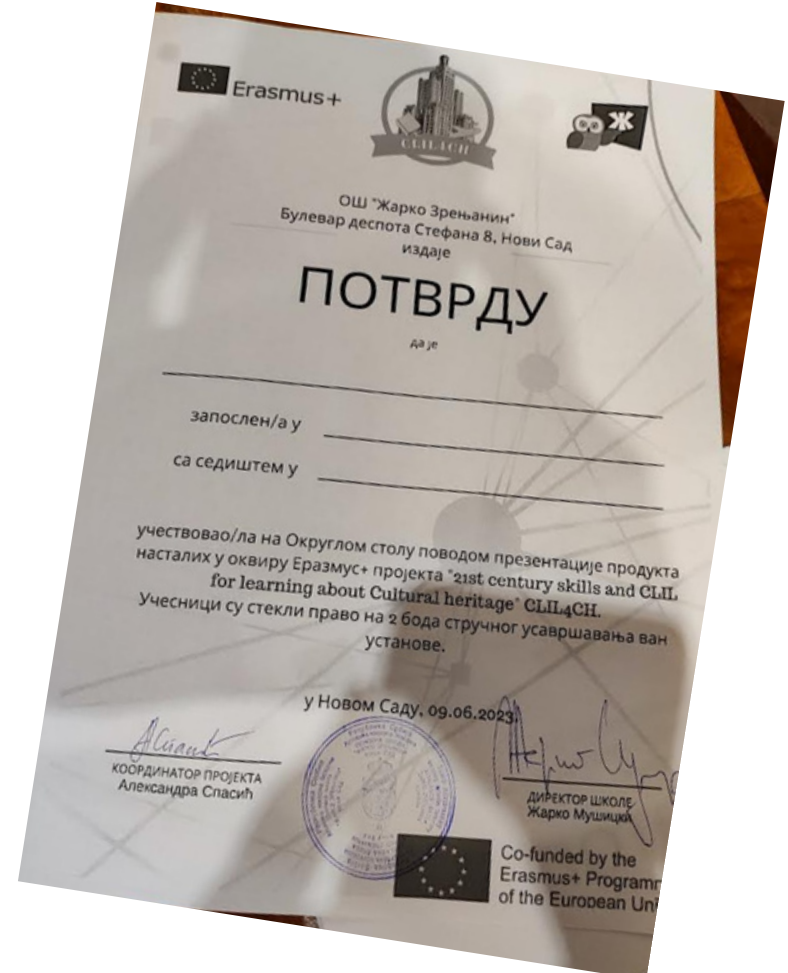 Erasmus+
CLIL4CH
Ж
ОШ "Жарко Зрењанин"
Булевар деспота Стефана 8, Нови Сад
издаје
ПОТВРДУ
да је
запослен/а у
са седиштем у
учествовао/ла на Округлом столу поводом презентације продукта
насталих у оквиру Еразмус+ пројекта "21st century skills and CLIL
for learning about Cultural heritage" CLIL4CH.
Учесници су стекли право на 2 бода стручног усавршавања ван
установе.
у Новом Саду, 09.06.2023.
КООРДИНАТОР ПРОЈЕКТА
Александра Спасић
ДИРЕКТОР ШКОЛЕ
Жарко Мушицки
Co-funded by the
Erasmus+ Programm
of the European Uni